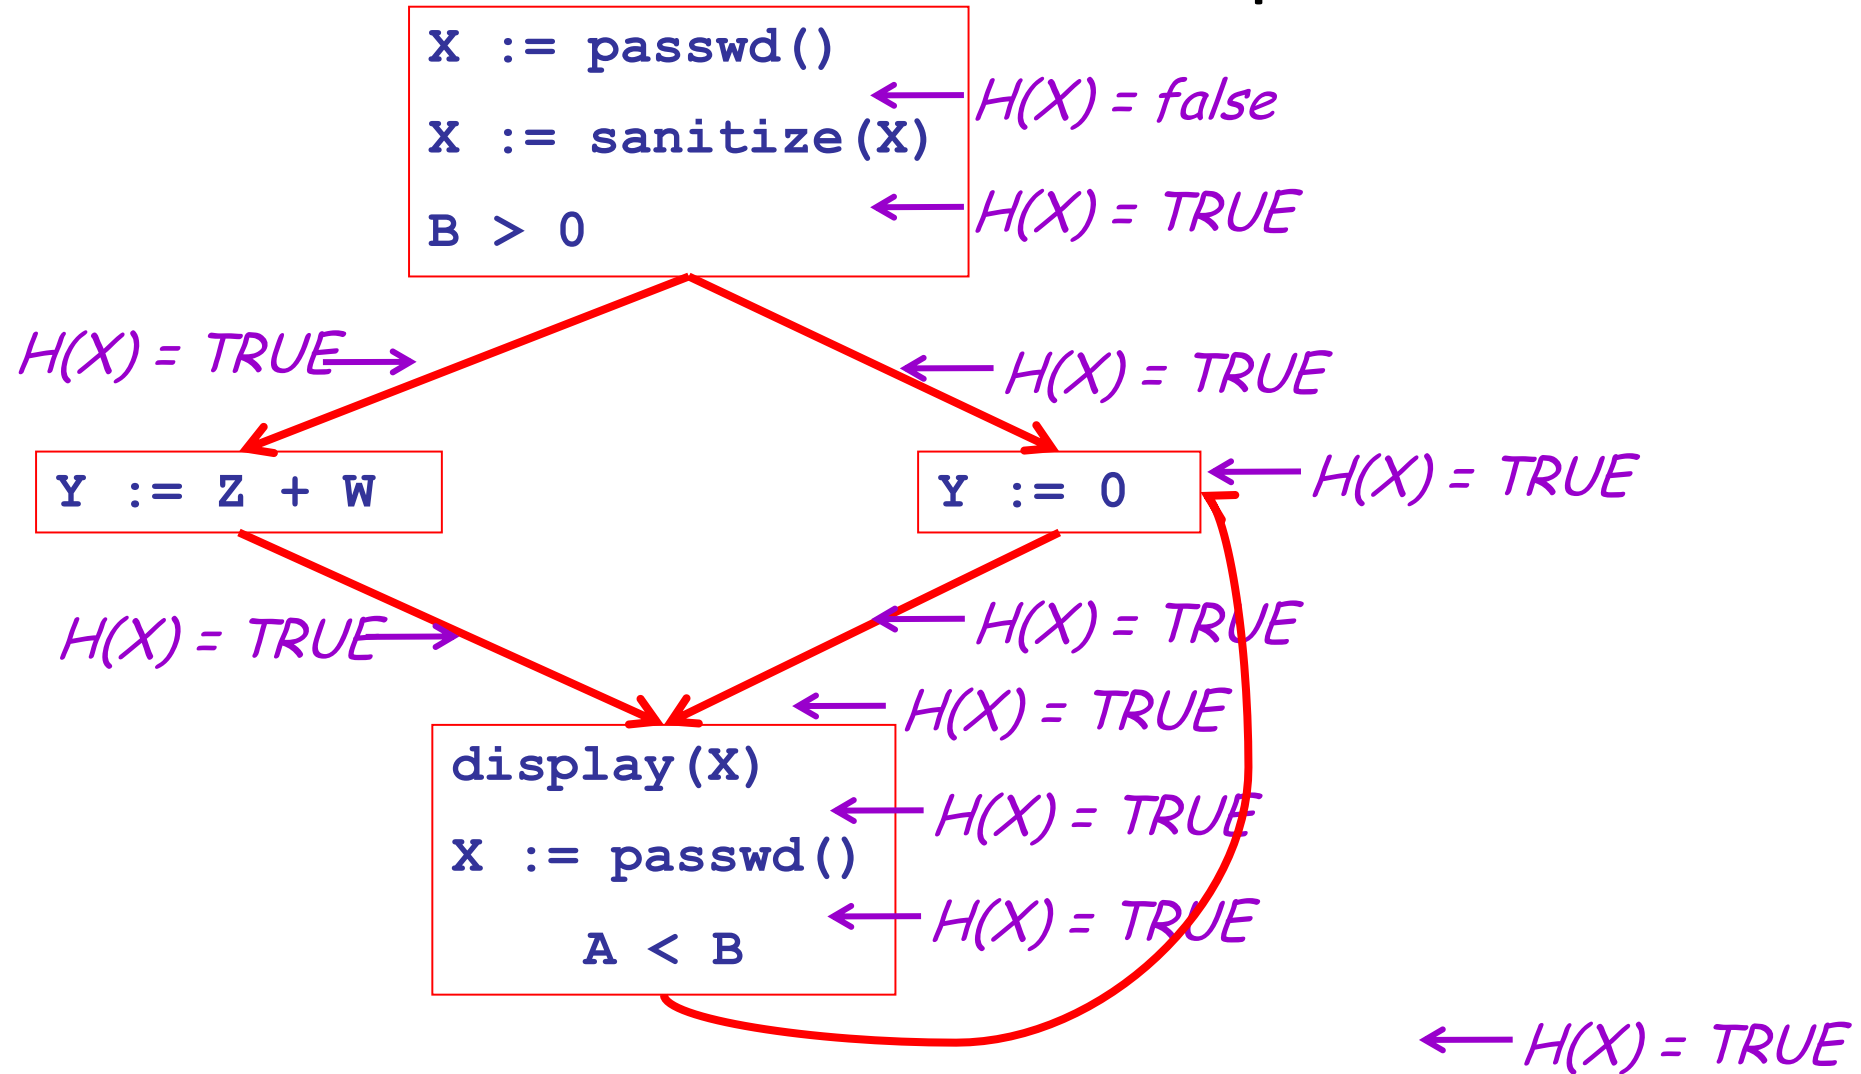 X := passwd()
H(X) = false
X := sanitize(X)
H(X) = TRUE
B > 0
H(X) = TRUE
H(X) = TRUE
H(X) = TRUE
Y := Z + W
Y := 0
H(X) = TRUE
H(X) = TRUE
H(X) = TRUE
display(X)
H(X) = TRUE
X := passwd()
H(X) = TRUE
A < B
H(X) = TRUE